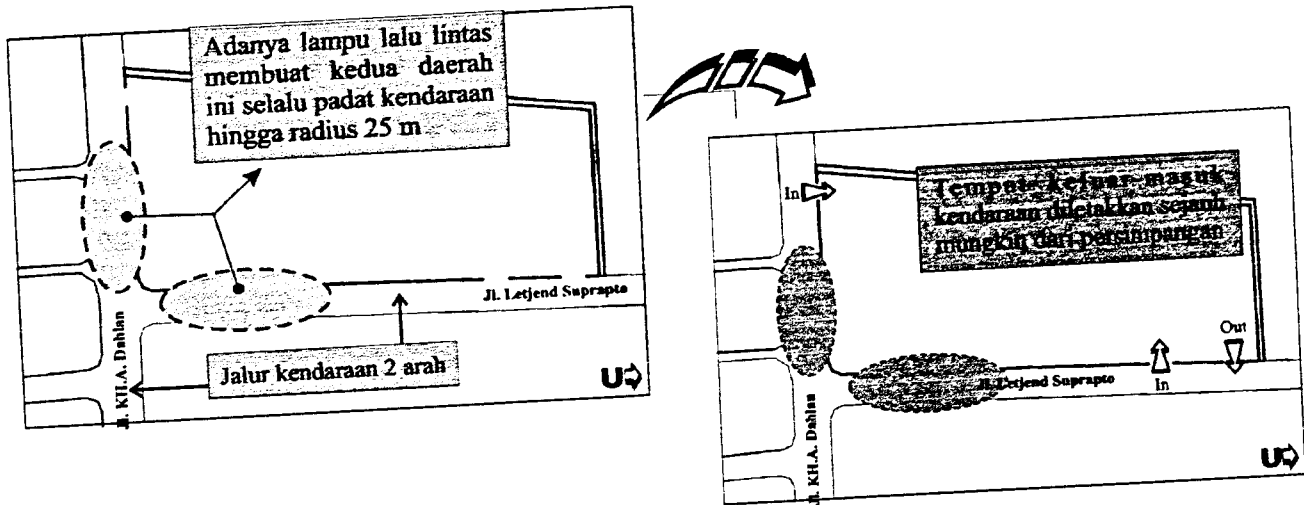 Adanya lampu lalu lintas
membuat kedua daerah
ini selalu padat kendaraan
hingga radius 25 m
Jl. Letjend Suprapto
Jl. KH.A. Dahlan
Jalur kendaraan 2 arah
U
In
Tempat keluar masuk
kendaraan diletakkan sejauh
mungkin dari persimpangan
Out
In
Jl. Letjend Suprapto
Jl. KH.A. Dahlan
U